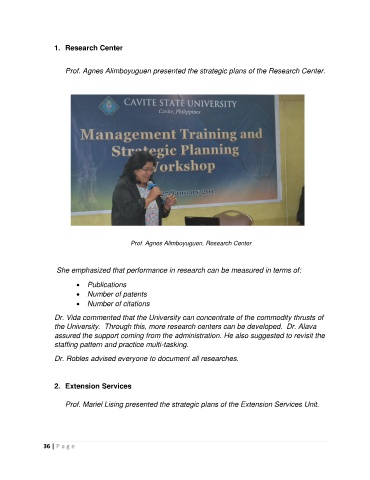 1. Research Center
Prof. Agnes Alimboyuguen presented the strategic plans of the Research Center.
CAVITE STATE UNIVERSITY
Cavite, Philippines
Management Training and
Strategic Planning
Workshop
Prof. Agnes Alimboyuguen, Research Center
She emphasized that performance in research can be measured in terms of:
• Publications
• Number of patents
• Number of citations
Dr. Vida commented that the University can concentrate of the commodity thrusts of
the University. Through this, more research centers can be developed. Dr. Alava
assured the support coming from the administration. He also suggested to revisit the
staffing pattern and practice multi-tasking.
Dr. Robles advised everyone to document all researches.
2. Extension Services
Prof. Mariel Lising presented the strategic plans of the Extension Services Unit.
36 | Page